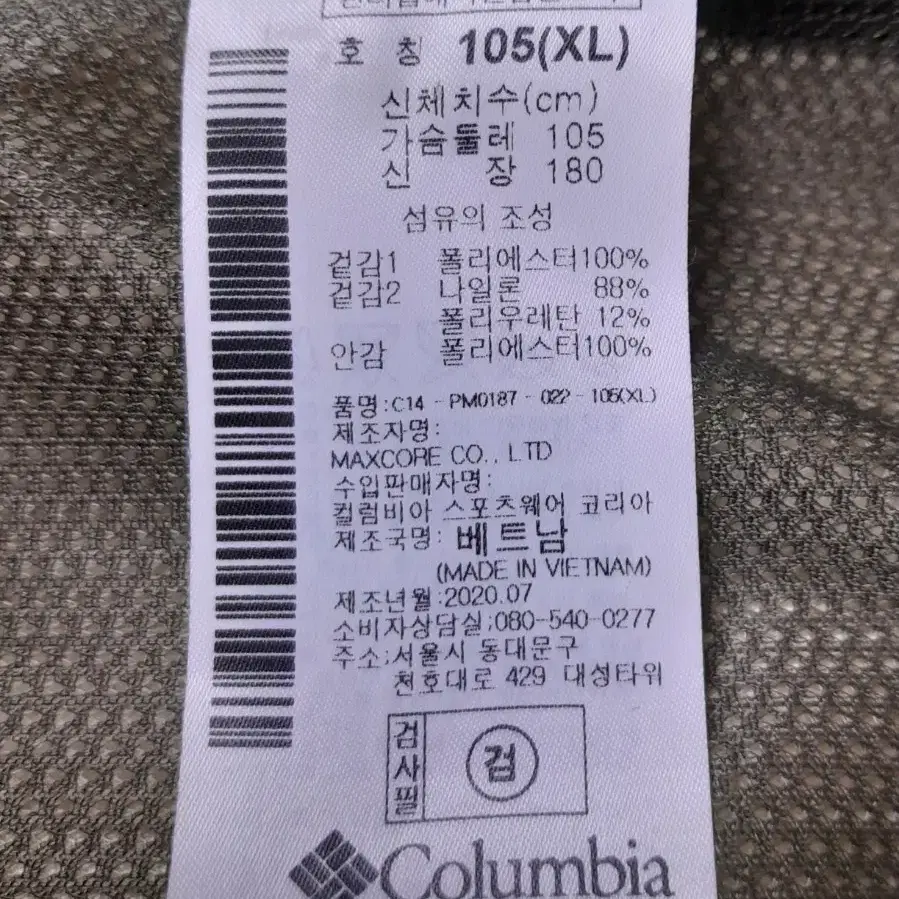 호 칭 105(XL)
신체치수(cm)
가슴둘레 105
신 장 180
섬유의 조성
겉감1 폴리에스터100%
겉감2 나일론 88%
폴리우레탄 12%
안감 폴리에스터100%
품명:C14 - PM0187 - 022 - 105(XL)
제조자명:
MAXCORE CO., LTD
수입판매자명:
컬럼비아 스포츠웨어 코리아
제조국명: 베트남
(MADE IN VIETNAM)
제조년월:2020.07
소비자상담실:080-540-0277
주소:서울시 동대문구
천호대로 429 대성타워
검사필
검
Columbia